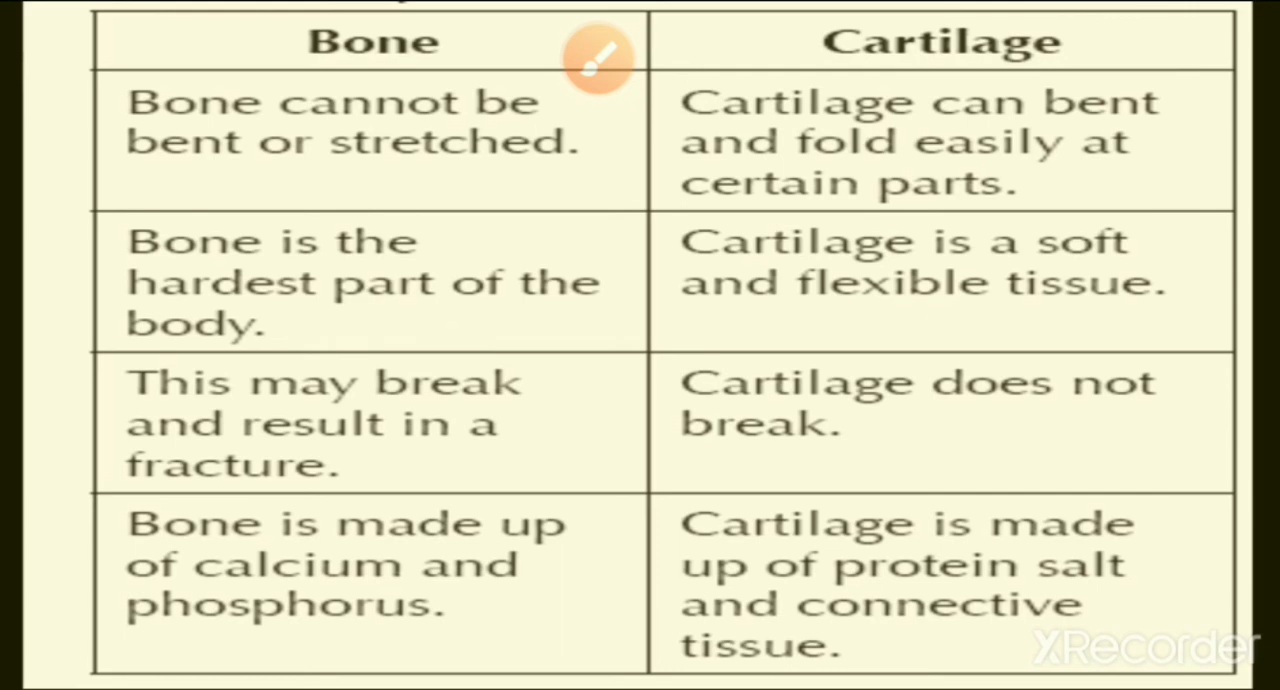 Bone
Cartilage
Bone cannot be
bent or stretched.
Cartilage can bent
and fold easily at
certain parts.
Bone is the
hardest part of the
body.
Cartilage is a soft
and flexible tissue.
This may break
and result in a
fracture.
Cartilage does not
break.
Bone is made up
of calcium and
phosphorus.
Cartilage is made
up of protein salt
and connective
tissue.
XRecorder